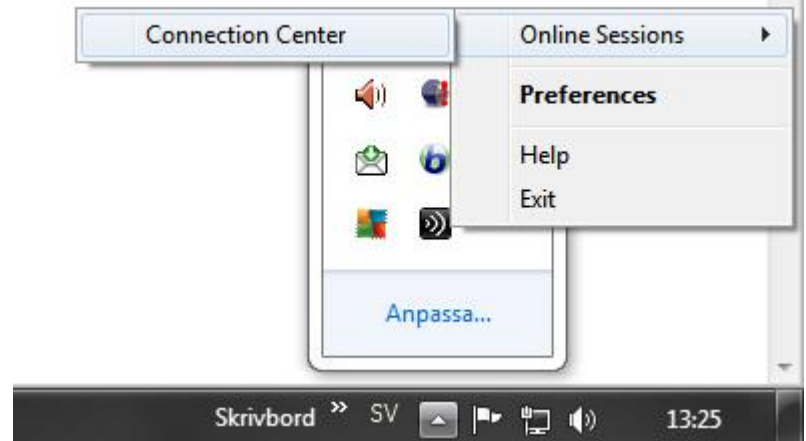 Connection Center
Online Sessions
Preferences
Help
Exit
Anpassa...
Skrivbord » SV 13:25